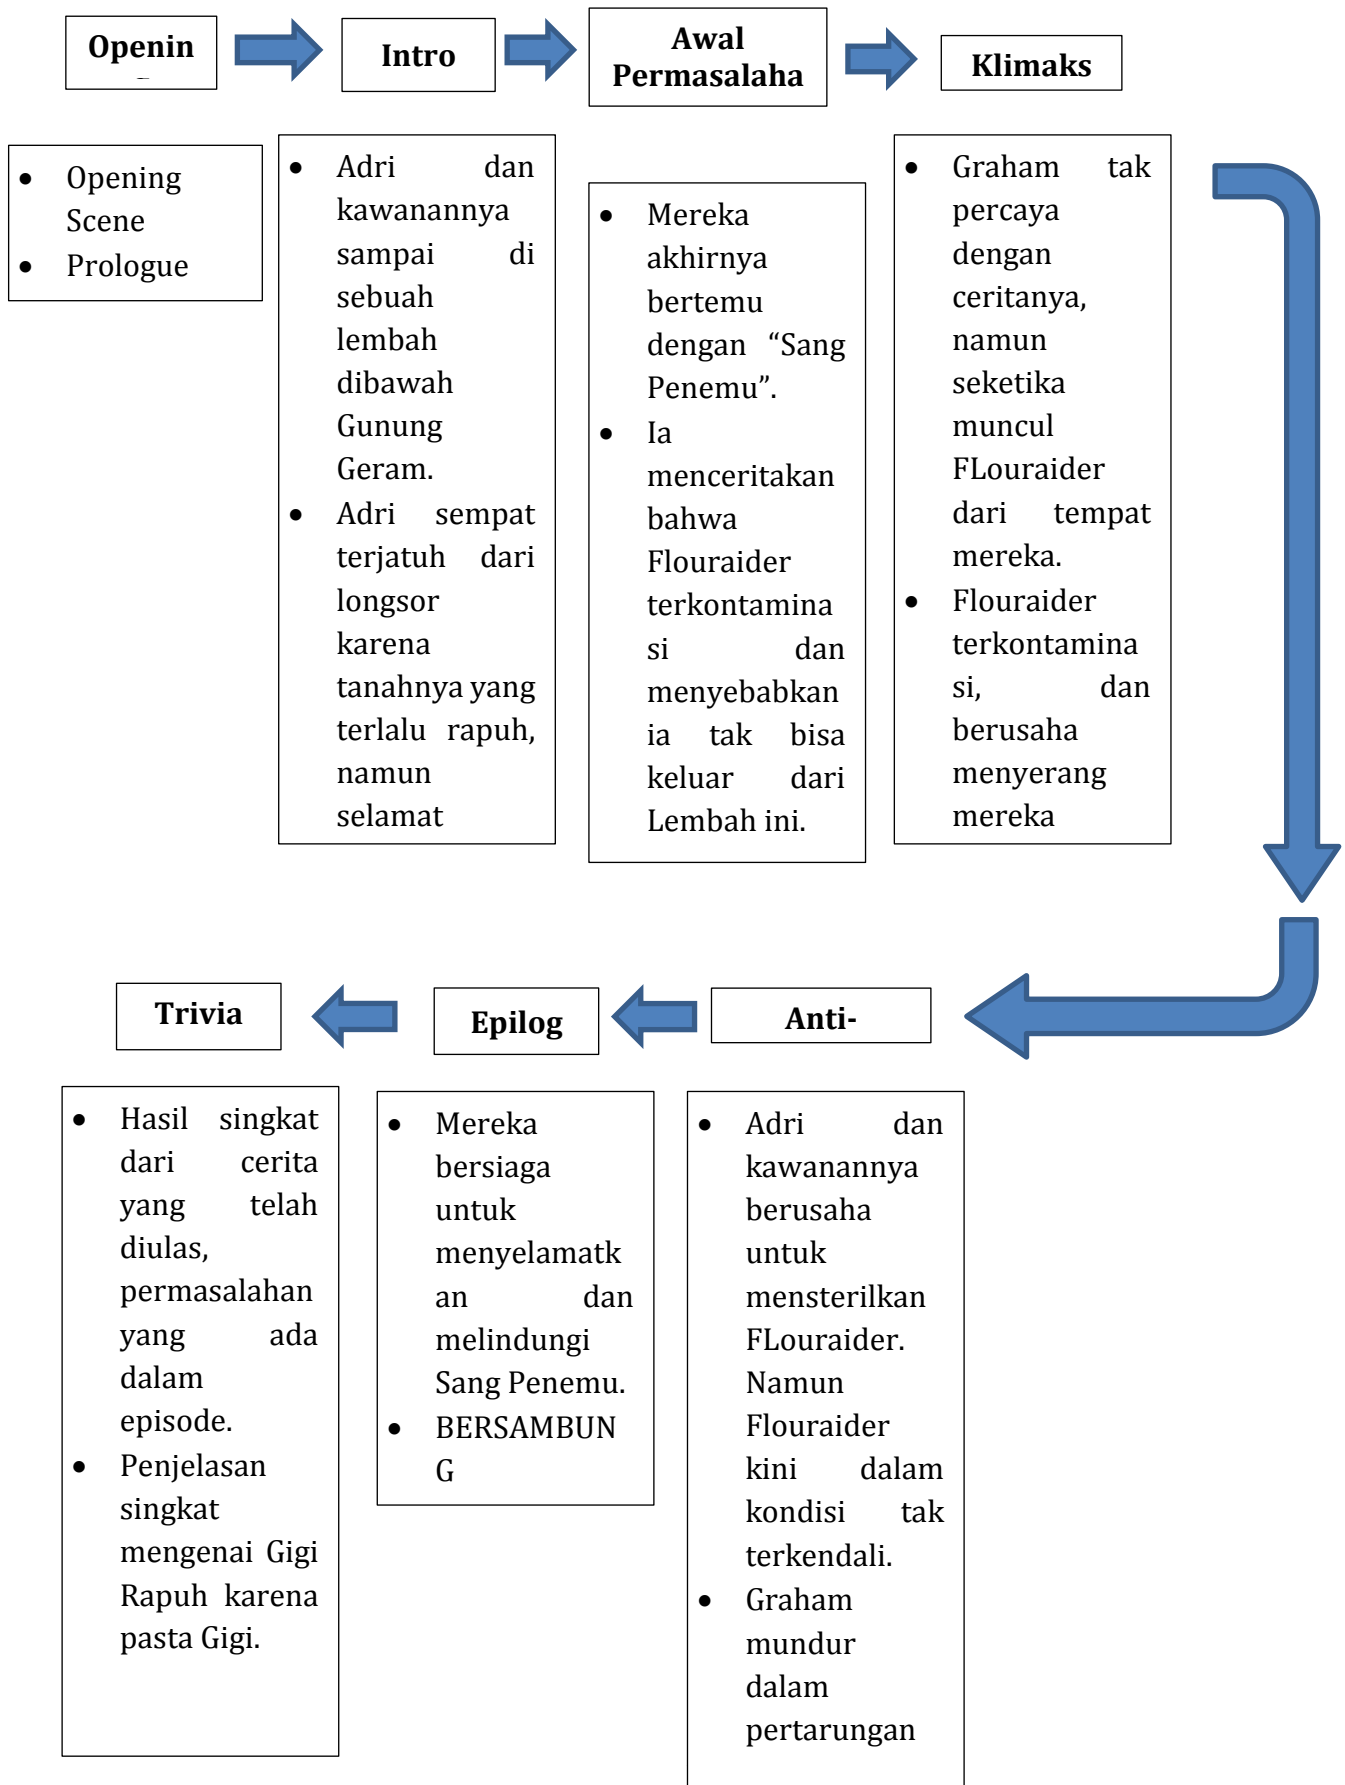 Openin
Intro
Awal
Permasalaha
Klimaks
• Opening
Scene
• Prologue
• Adri dan
kawanannya
sampai di
sebuah
lembah
dibawah
Gunung
Geram.
• Adri sempat
terjatuh dari
longsor
karena
tanahnya yang
terlalu rapuh,
namun
selamat
• Mereka
akhirnya
bertemu
dengan “Sang
Penemu”.
• Ia
menceritakan
bahwa
Flouraider
terkontamina
si dan
menyebabkan
ia tak bisa
keluar dari
Lembah ini.
• Graham tak
percaya
dengan
ceritanya,
namun
seketika
muncul
FLouraider
dari tempat
mereka.
• Flouraider
terkontamina
si, dan
berusaha
menyerang
mereka
Trivia
Epilog
Anti-
• Hasil singkat
dari cerita
yang telah
diulas,
permasalahan
yang ada
dalam
episode.
• Penjelasan
singkat
mengenai Gigi
Rapuh karena
pasta Gigi.
• Mereka
bersiaga
untuk
menyelamatk
an dan
melindungi
Sang Penemu.
• BERSAMBUN
G
• Adri dan
kawanannya
berusaha
untuk
mensterilkan
FLouraider.
Namun
Flouraider
kini dalam
kondisi tak
terkendali.
• Graham
mundur
dalam
pertarungan